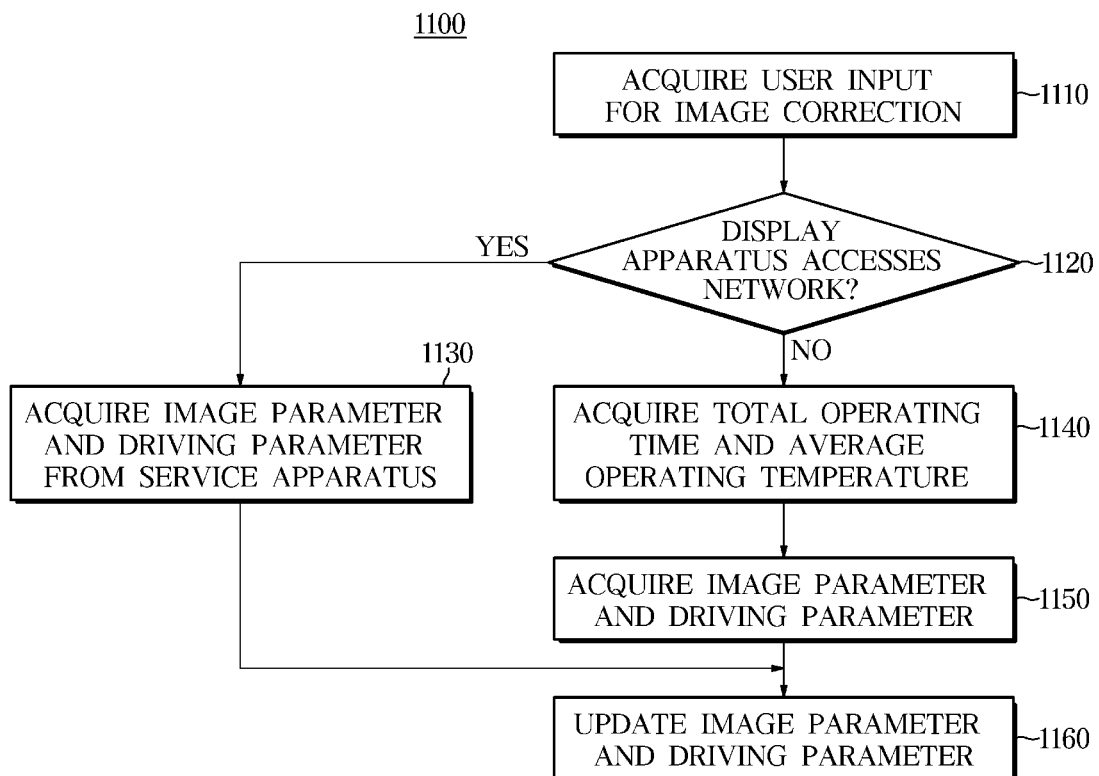 1100
ACQUIRE USER INPUT
FOR IMAGE CORRECTION
1110
DISPLAY
APPARATUS ACCESSES
NETWORK?
1120
YES
NO
1130
ACQUIRE IMAGE PARAMETER
AND DRIVING PARAMETER
FROM SERVICE APPARATUS
ACQUIRE TOTAL OPERATING
TIME AND AVERAGE
OPERATING TEMPERATURE
1140
ACQUIRE IMAGE PARAMETER
AND DRIVING PARAMETER
1150
UPDATE IMAGE PARAMETER
AND DRIVING PARAMETER
1160